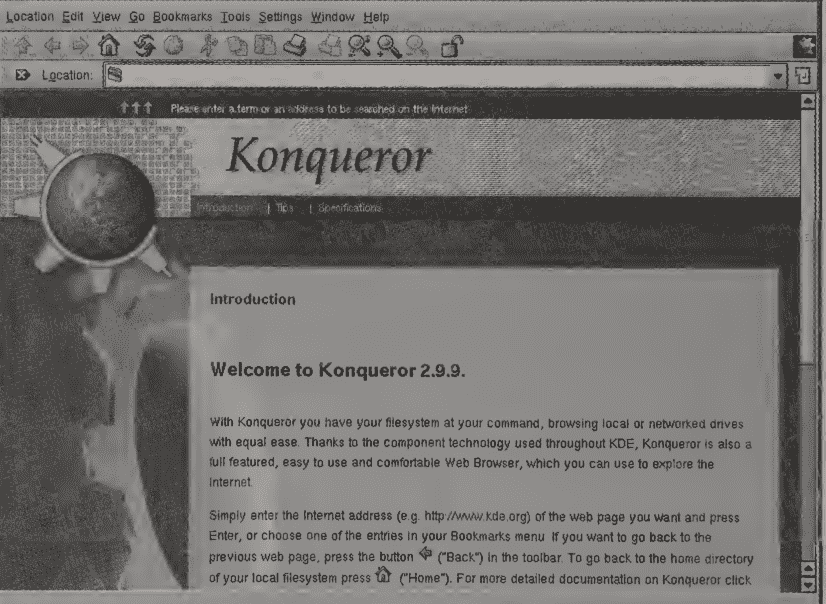 Location Edit View Go Bookmarks Tools Settings Window Help
Location:
Please enter a term or an address to be searched on the Internet
Konqueror
Introduction | Tips | Specifications
Introduction
Welcome to Konqueror 2.9.9.
With Konqueror you have your filesystem at your command, browsing local or networked drives
with equal ease. Thanks to the component technology used throughout KDE, Konqueror is also a
full featured, easy to use and comfortable Web Browser, which you can use to explore the
Internet.
Simply enter the Internet address (e.g. http://www.kde.org) of the web page you want and press
Enter, or choose one of the entries in your Bookmarks menu. If you want to go back to the
previous web page, press the button ("Back") in the toolbar. To go back to the home directory
of your local filesystem press ("Home"). For more detailed documentation on Konqueror click